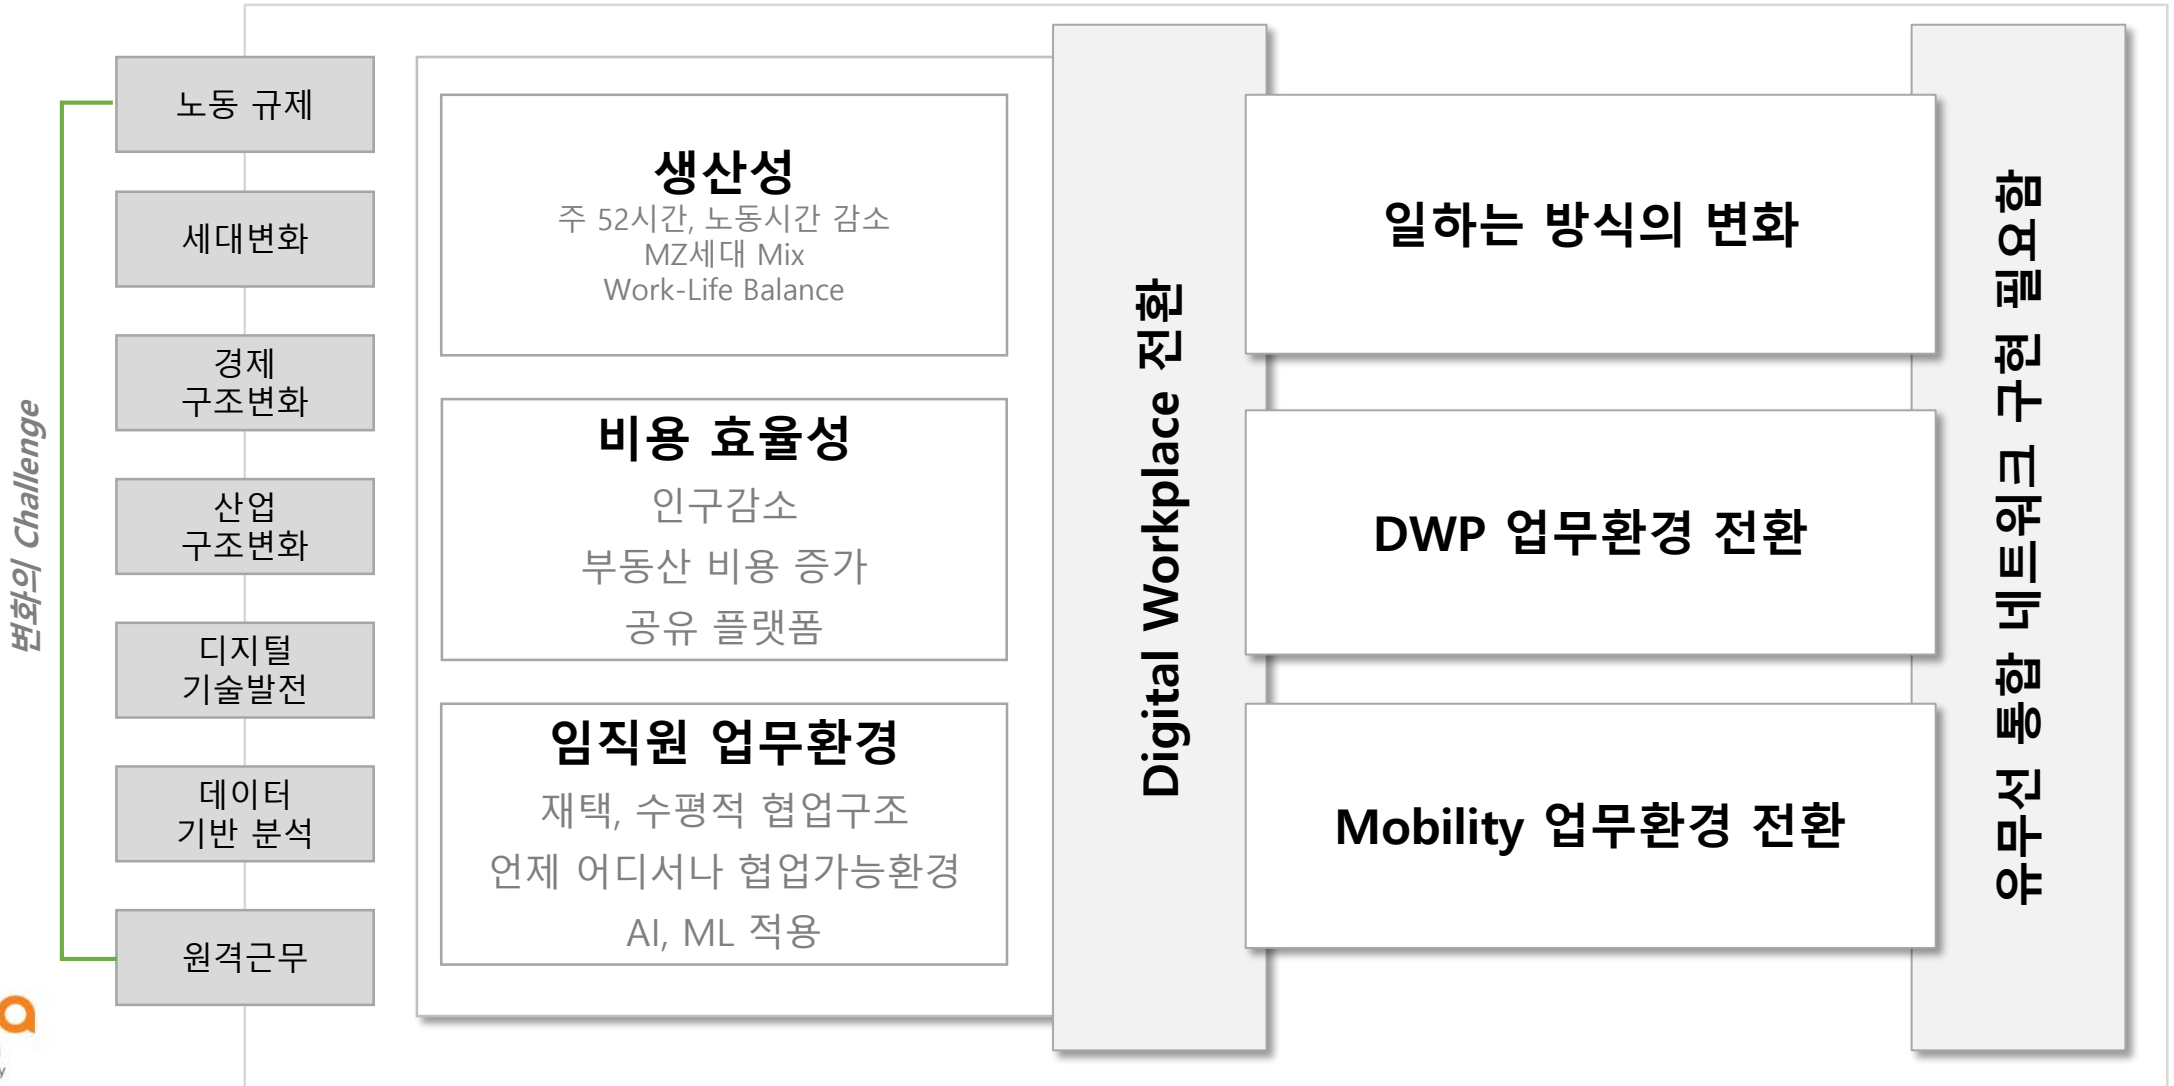 변화의 Challenge
노동 규제
세대변화
경제
구조변화
산업
구조변화
디지털
기술발전
데이터
기반 분석
원격근무
생산성
주 52시간, 노동시간 감소
MZ세대 Mix
Work-Life Balance
비용 효율성
인구감소
부동산 비용 증가
공유 플랫폼
임직원 업무환경
재택, 수평적 협업구조
언제 어디서나 협업가능환경
AI, ML 적용
Digital Workplace 전환
일하는 방식의 변화
DWP 업무환경 전환
Mobility 업무환경 전환
유무선 통합 네트워크 구현 필요함